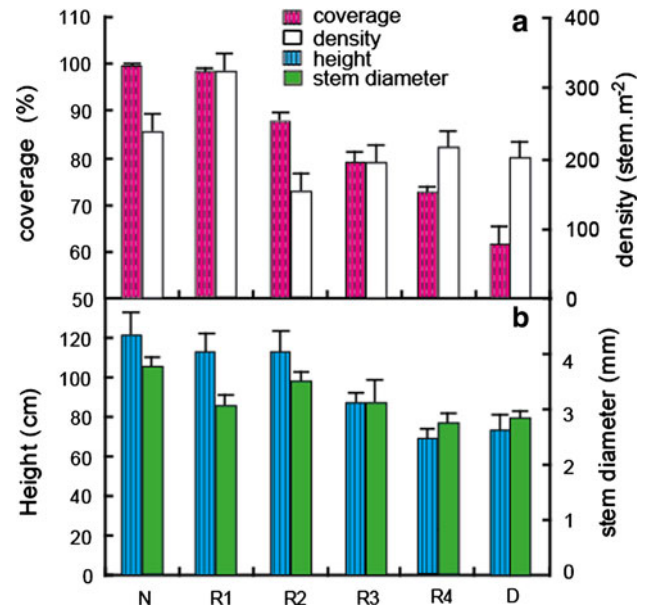 a
coverage
density
height
stem diameter
110
100
90
80
70
60
50
coverage (%)
400
300
200
100
0
density (stem.m⁻²)
b
120
100
80
60
40
20
0
Height (cm)
4
3
2
1
0
stem diameter (mm)
N R1 R2 R3 R4 D